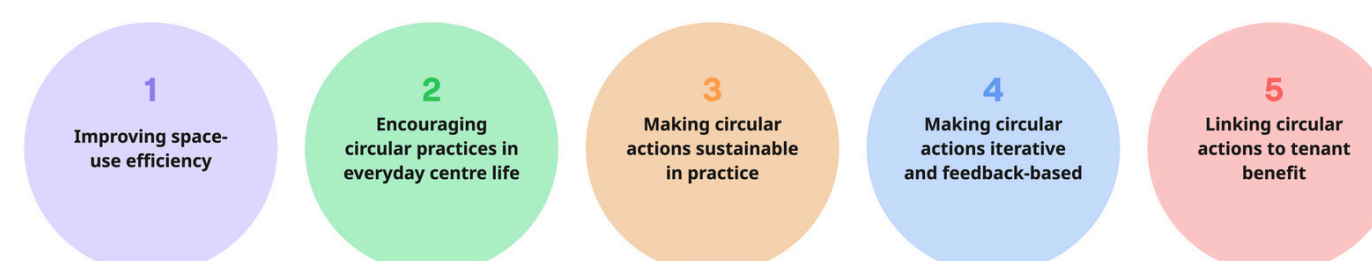 1
Improving space-
use efficiency
2
Encouraging
circular practices in
everyday centre life
3
Making circular
actions sustainable
in practice
4
Making circular
actions iterative
and feedback-based
5
Linking circular
actions to tenant
benefit